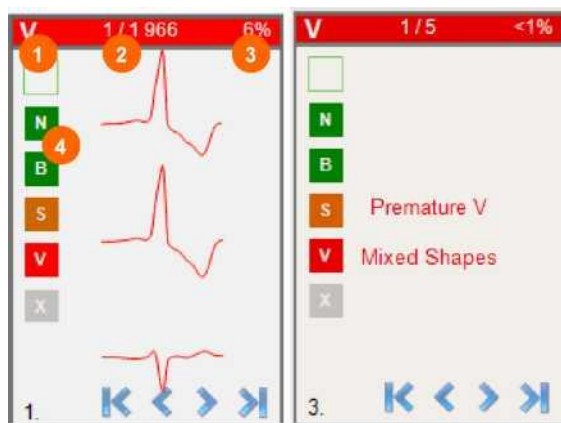 V 1 / 1 966 6%
1 2 3
N
4
B
S
V
X
1.
V 1 / 5 <1%
N
B
S Premature V
V Mixed Shapes
X
3.